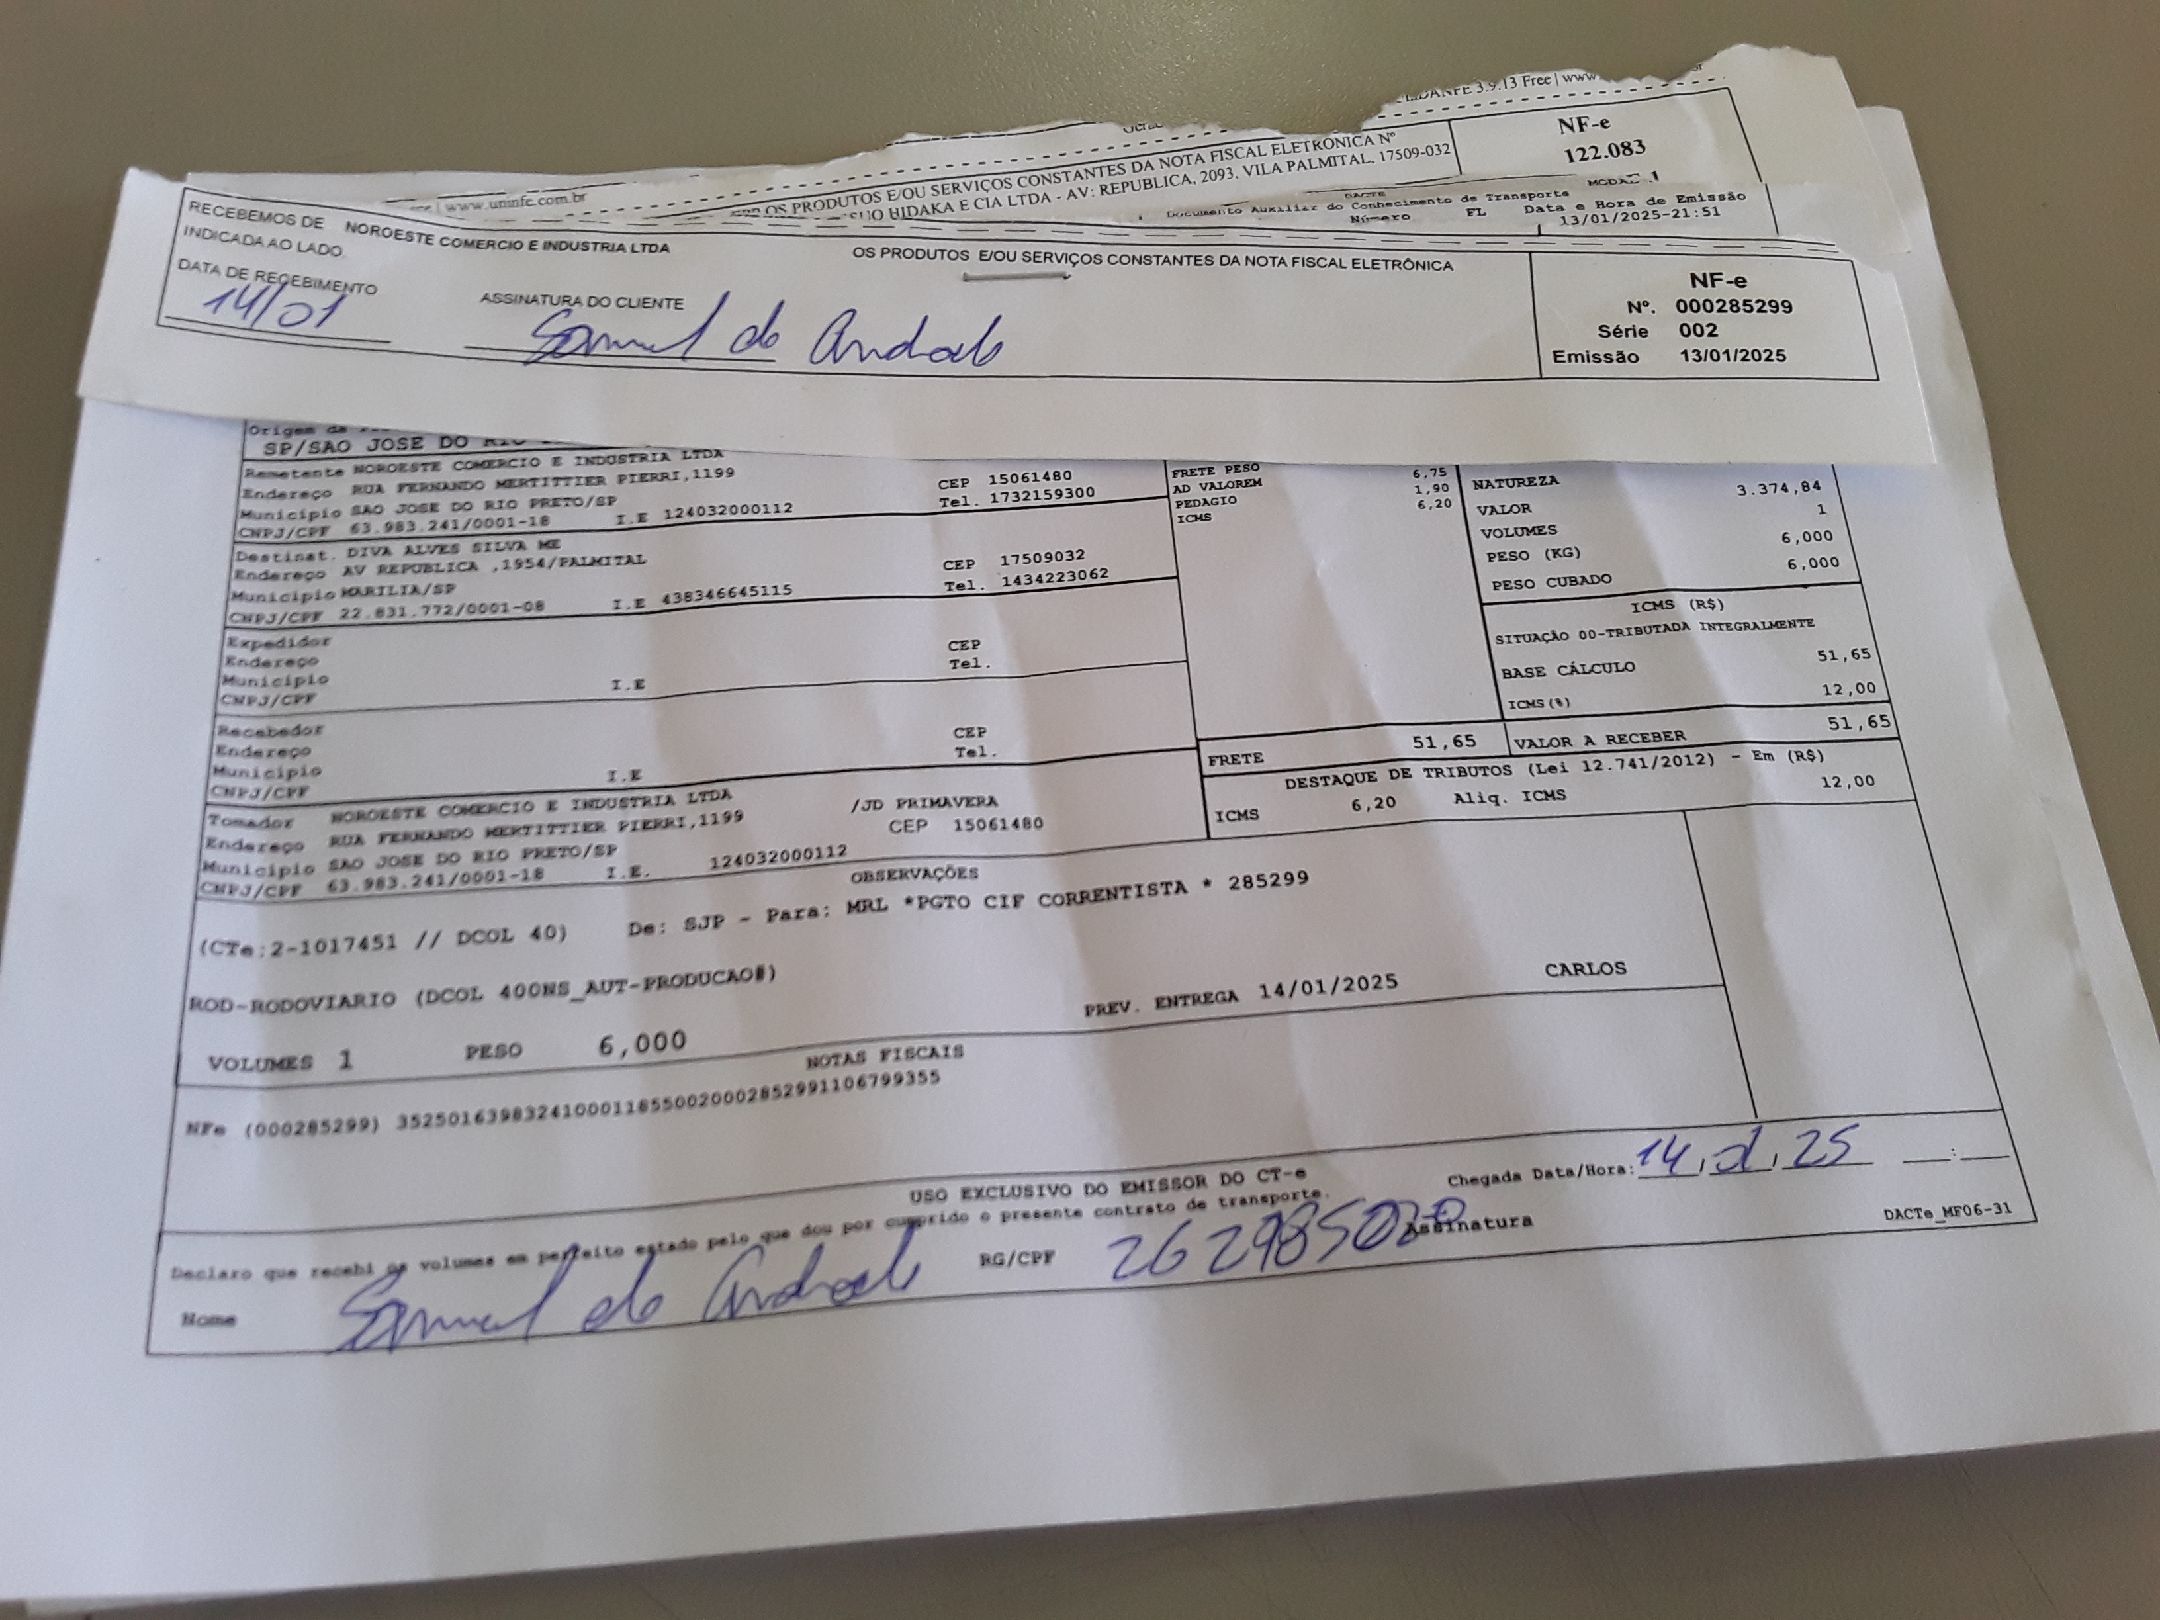 LDANFE 3.9.13 Free | www
NF-e
122.083
OS PRODUTOS E/OU SERVIÇOS CONSTANTES DA NOTA FISCAL ELETRÔNICA Nº
HIDAKA E CIA LTDA - AV: REPUBLICA, 2093, VILA PALMITAL, 17509-032
| www.uninfe.com.br
DACTE
Documento Auxiliar do Conhecimento de Transporte
Número FL Data e Hora de Emissão
13/01/2025-21:51
RECEBEMOS DE NOROESTE COMERCIO E INDUSTRIA LTDA OS PRODUTOS E/OU SERVIÇOS CONSTANTES DA NOTA FISCAL ELETRÔNICA
INDICADA AO LADO.
DATA DE RECEBIMENTO
14/01
ASSINATURA DO CLIENTE
Samuel de Andrade
NF-e
Nº. 000285299
Série 002
Emissão 13/01/2025
Origem da
SP/SAO JOSE DO RIO
Remetente NOROESTE COMERCIO E INDUSTRIA LTDA
Endereço RUA FERNANDO MERTITTIER PIERRI,1199 CEP 15061480
Município SAO JOSE DO RIO PRETO/SP Tel. 1732159300
CNPJ/CPF 63.983.241/0001-18 I.E 124032000112
Destinat. DIVA ALVES SILVA ME
Endereço AV REPUBLICA ,1954/PALMITAL CEP 17509032
Município MARILIA/SP Tel. 1434223062
CNPJ/CPF 22.831.772/0001-08 I.E 438346645115
Expedidor
Endereço CEP
Município Tel.
CNPJ/CPF I.E
Recebedor
Endereço CEP
Município Tel.
CNPJ/CPF I.E
Tomador NOROESTE COMERCIO E INDUSTRIA LTDA
Endereço RUA FERNANDO MERTITTIER PIERRI,1199 /JD PRIMAVERA
Município SAO JOSE DO RIO PRETO/SP CEP 15061480
CNPJ/CPF 63.983.241/0001-18 I.E. 124032000112
FRETE PESO 6,75
AD VALOREM 1,90
PEDAGIO 6,20
ICMS
NATUREZA
VALOR 3.374,84
VOLUMES 1
PESO (KG) 6,000
PESO CUBADO 6,000
ICMS (R$)
SITUAÇÃO 00-TRIBUTADA INTEGRALMENTE
BASE CÁLCULO 51,65
ICMS(%) 12,00
FRETE 51,65 VALOR A RECEBER 51,65
DESTAQUE DE TRIBUTOS (Lei 12.741/2012) - Em (R$)
ICMS 6,20 Aliq. ICMS 12,00
OBSERVAÇÕES
(CTe:2-1017451 // DCOL 40) De: SJP - Para: MRL *PGTO CIF CORRENTISTA * 285299
ROD-RODOVIARIO (DCOL 400NS_AUT-PRODUCAO#)
PREV. ENTREGA 14/01/2025 CARLOS
VOLUMES 1 PESO 6,000
NOTAS FISCAIS
NFe (000285299) 35250163983241000118550020002852991106799355
USO EXCLUSIVO DO EMISSOR DO CT-e
Chegada Data/Hora: 14, 01, 25 __:__
Declaro que recebi os volumes em perfeito estado pelo que dou por cumprido o presente contrato de transporte.
Nome Samuel de Andrade RG/CPF Assinatura
DACTe_MF06-31